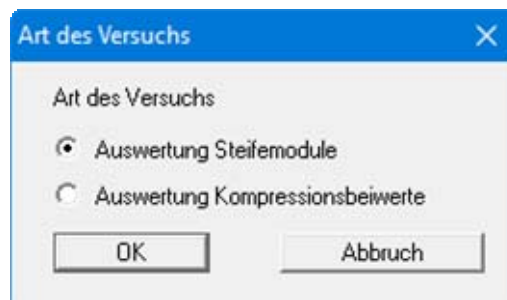 Art des Versuchs
Art des Versuchs
Auswertung Steifemodule
Auswertung Kompressionsbeiwerte
OK Abbruch